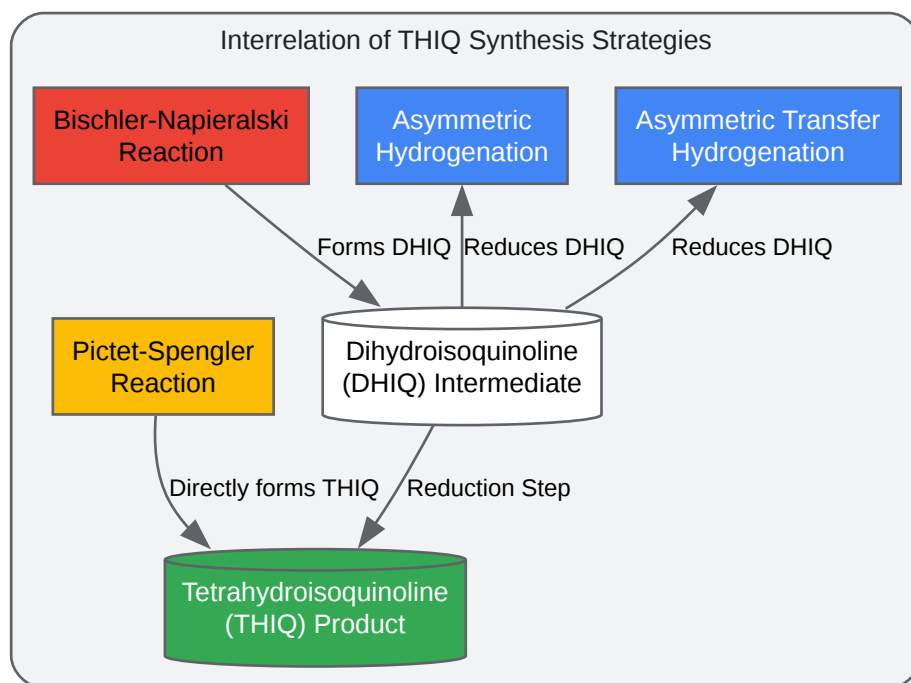 Interrelation of THIQ Synthesis Strategies
Bischler-Napieralski
Reaction
Asymmetric
Hydrogenation
Asymmetric Transfer
Hydrogenation
Forms DHIQ
Reduces DHIQ
Reduces DHIQ
Pictet-Spengler
Reaction
Dihydroisoquinoline
(DHIQ) Intermediate
Directly forms THIQ
Reduction Step
Tetrahydroisoquinoline
(THIQ) Product